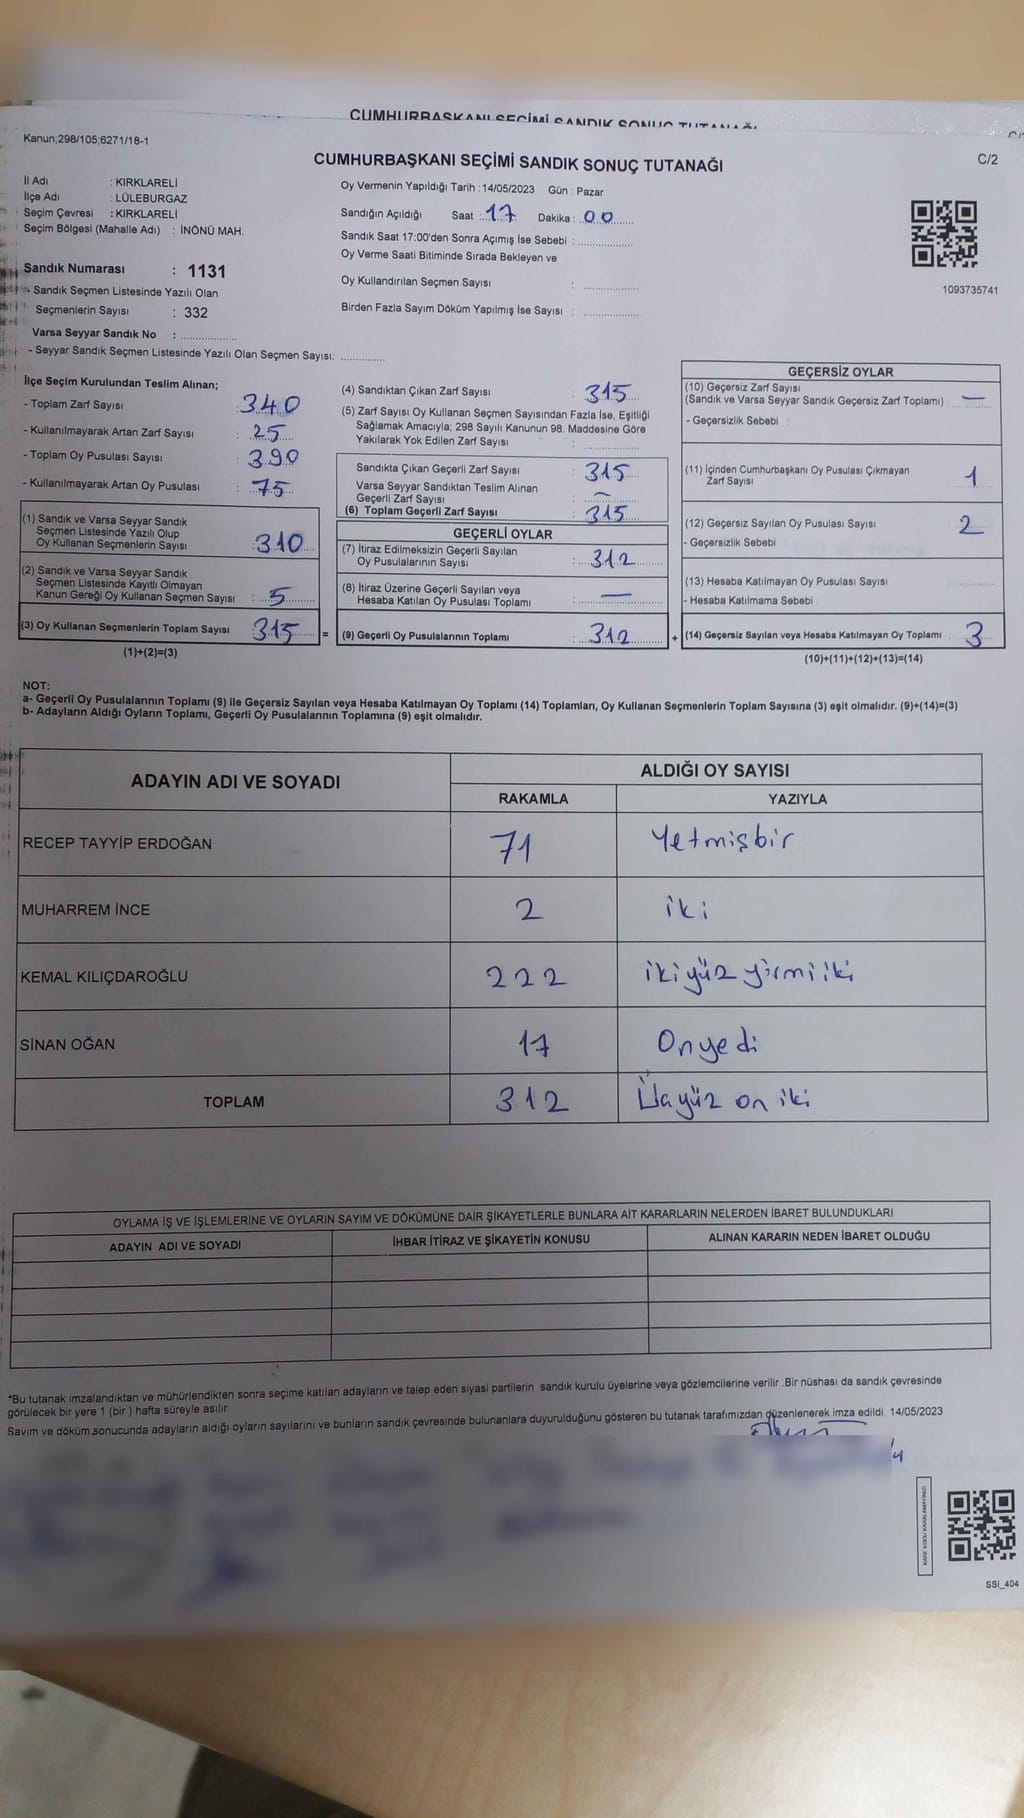 CUMHURBAŞKANI SEÇİMİ SANDIK SONUÇ TUTANAĞI
Kanun;298/105;6271/18-1
CUMHURBAŞKANI SEÇİMİ SANDIK SONUÇ TUTANAĞI
C/2
İl Adı : KIRKLARELİ
İlçe Adı : LÜLEBURGAZ
Seçim Çevresi : KIRKLARELİ
Seçim Bölgesi (Mahalle Adı) : İNÖNÜ MAH.
Sandık Numarası : 1131
- Sandık Seçmen Listesinde Yazılı Olan
Seçmenlerin Sayısı : 332
Varsa Seyyar Sandık No : ..................
- Seyyar Sandık Seçmen Listesinde Yazılı Olan Seçmen Sayısı: ..............
Oy Vermenin Yapıldığı Tarih :14/05/2023 Gün : Pazar
Sandığın Açıldığı Saat : 17 Dakika : 00
Sandık Saat 17:00'den Sonra Açımış İse Sebebi : ..................
Oy Verme Saati Bitiminde Sırada Bekleyen ve
Oy Kullandırılan Seçmen Sayısı : ..................
Birden Fazla Sayım Döküm Yapılmış İse Sayısı : ..................
1093735741
İlçe Seçim Kurulundan Teslim Alınan;
- Toplam Zarf Sayısı : 340
- Kullanılmayarak Artan Zarf Sayısı : 25
- Toplam Oy Pusulası Sayısı : 390
- Kullanılmayarak Artan Oy Pusulası : 75
(1) Sandık ve Varsa Seyyar Sandık
Seçmen Listesinde Yazılı Olup
Oy Kullanan Seçmenlerin Sayısı : 310
(2) Sandık ve Varsa Seyyar Sandık
Seçmen Listesinde Kayıtlı Olmayan
Kanun Gereği Oy Kullanan Seçmen Sayısı : 5
(3) Oy Kullanan Seçmenlerin Toplam Sayısı : 315 =
(1)+(2)=(3)
(4) Sandıktan Çıkan Zarf Sayısı : 315
(5) Zarf Sayısı Oy Kullanan Seçmen Sayısından Fazla İse, Eşitliği
Sağlamak Amacıyla; 298 Sayılı Kanunun 98. Maddesine Göre
Yakılarak Yok Edilen Zarf Sayısı : ..................
Sandıkta Çıkan Geçerli Zarf Sayısı : 315
Varsa Seyyar Sandıktan Teslim Alınan
Geçerli Zarf Sayısı : -
(6) Toplam Geçerli Zarf Sayısı : 315
GEÇERLİ OYLAR
(7) İtiraz Edilmeksizin Geçerli Sayılan
Oy Pusulalarının Sayısı : 312
(8) İtiraz Üzerine Geçerli Sayılan veya
Hesaba Katılan Oy Pusulası Toplamı : —
(9) Geçerli Oy Pusulalarının Toplamı : 312 +
GEÇERSİZ OYLAR
(10) Geçersiz Zarf Sayısı
(Sandık ve Varsa Seyyar Sandık Geçersiz Zarf Toplamı) : —
- Geçersizlik Sebebi :
(11) İçinden Cumhurbaşkanı Oy Pusulası Çıkmayan
Zarf Sayısı 1
(12) Geçersiz Sayılan Oy Pusulası Sayısı : 2
- Geçersizlik Sebebi
(13) Hesaba Katılmayan Oy Pusulası Sayısı
- Hesaba Katılmama Sebebi :
(14) Geçersiz Sayılan veya Hesaba Katılmayan Oy Toplamı : 3
(10)+(11)+(12)+(13)=(14)
NOT:
a- Geçerli Oy Pusulalarının Toplamı (9) ile Geçersiz Sayılan veya Hesaba Katılmayan Oy Toplamı (14) Toplamları, Oy Kullanan Seçmenlerin Toplam Sayısına (3) eşit olmalıdır. (9)+(14)=(3)
b- Adayların Aldığı Oyların Toplamı, Geçerli Oy Pusulalarının Toplamına (9) eşit olmalıdır.
ADAYIN ADI VE SOYADI
ALDIĞI OY SAYISI
RAKAMLA YAZIYLA
RECEP TAYYİP ERDOĞAN 71 Yetmişbir
MUHARREM İNCE 2 iki
KEMAL KILIÇDAROĞLU 222 ikiyüz yirmi iki
SİNAN OĞAN 17 Onyedi
TOPLAM 312 Üçyüz on iki
OYLAMA İŞ VE İŞLEMLERİNE VE OYLARIN SAYIM VE DÖKÜMÜNE DAİR ŞİKAYETLERLE BUNLARA AİT KARARLARIN NELERDEN İBARET BULUNDUKLARI
ADAYIN ADI VE SOYADI İHBAR İTİRAZ VE ŞİKAYETİN KONUSU ALINAN KARARIN NEDEN İBARET OLDUĞU
*Bu tutanak imzalandıktan ve mühürlendikten sonra seçime katılan adayların ve talep eden siyasi partilerin sandık kurulu üyelerine veya gözlemcilerine verilir .Bir nüshası da sandık çevresinde
görülecek bir yere 1 (bir ) hafta süreyle asılır.
Sayım ve döküm sonucunda adayların aldığı oyların sayılarını ve bunların sandık çevresinde bulunanlara duyurulduğunu gösteren bu tutanak tarafımızdan düzenlenerek imza edildi. 14/05/2023
KARE KODU KARALAMAYINIZ!
SSI_404